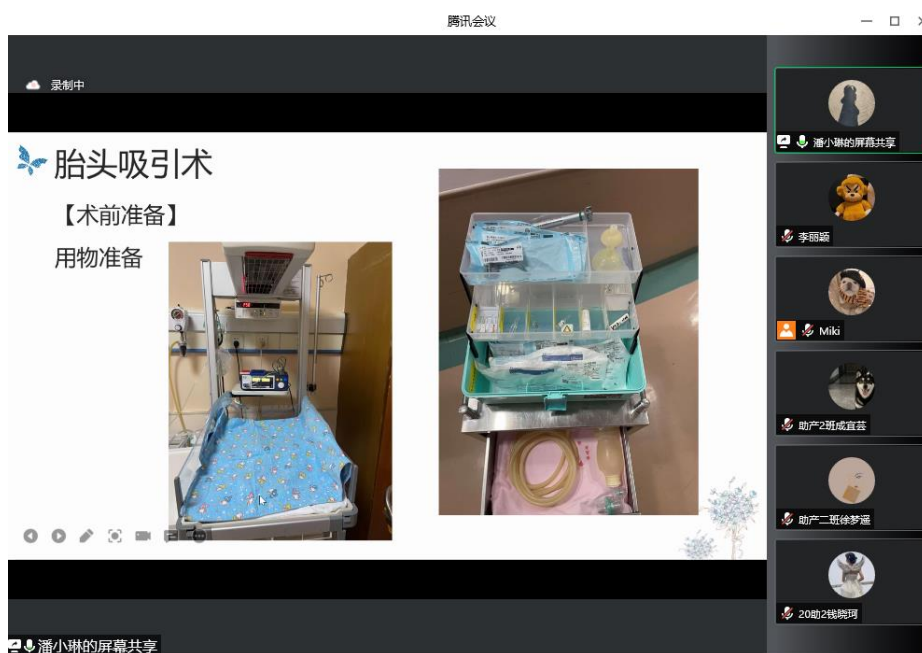 腾讯会议
录制中
胎头吸引术
【术前准备】
用物准备
潘小琳的屏幕共享
李丽颖
Miki
助产2班成宜芸
助产二班徐梦遥
20助2钱晓珂
潘小琳的屏幕共享